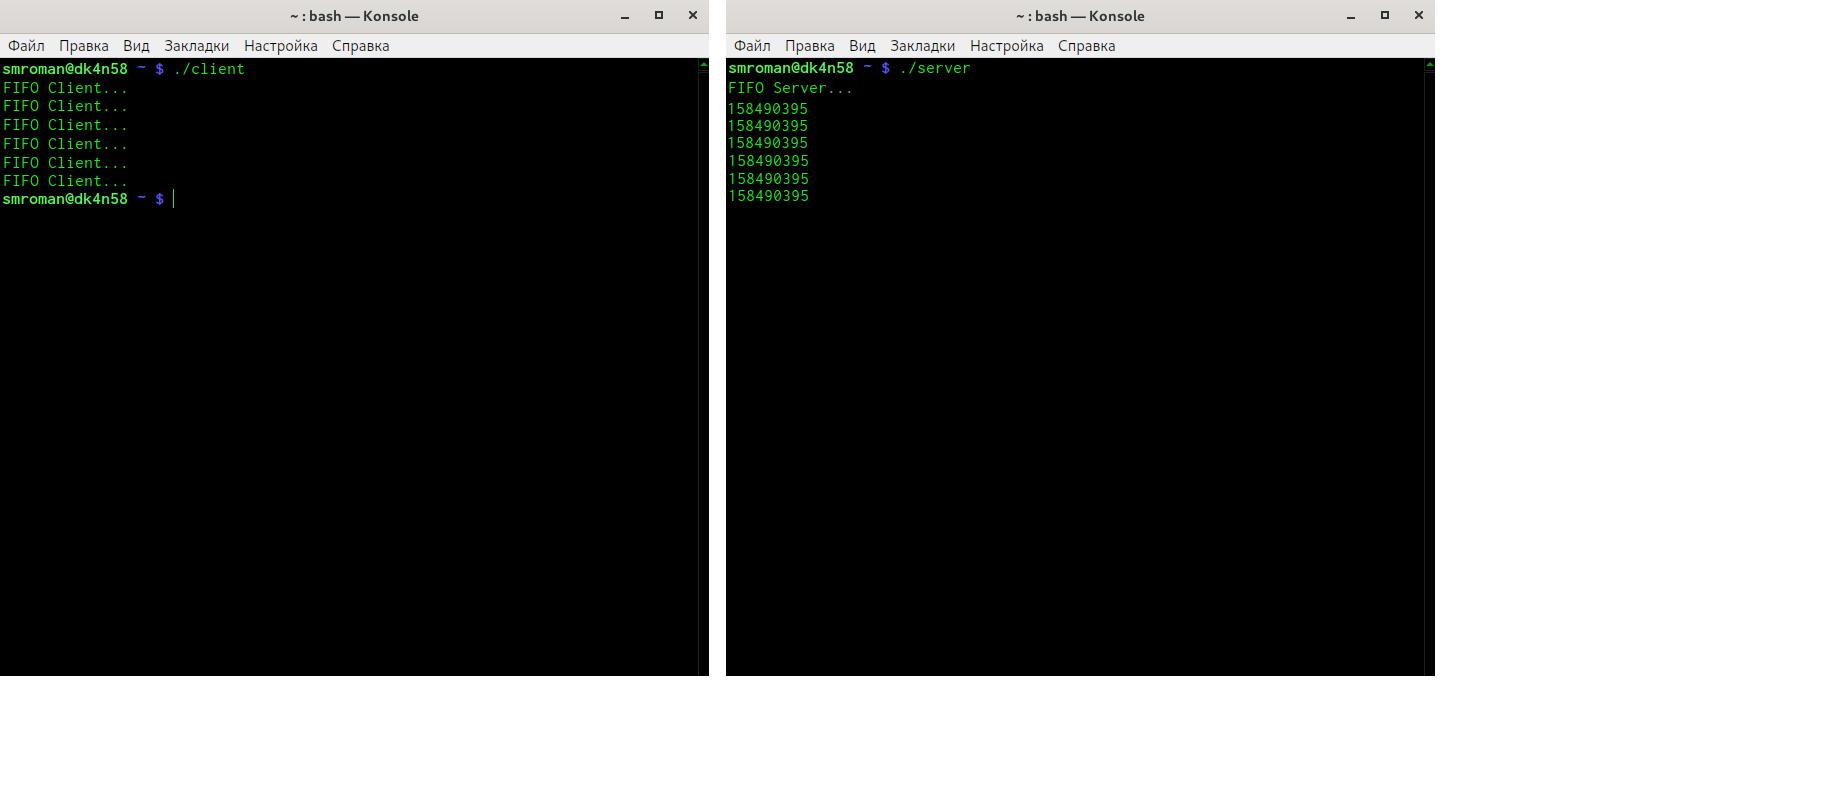 ~ : bash — Konsole
Файл Правка Вид Закладки Настройка Справка
smroman@dk4n58 ~ $ ./client
FIFO Client...
FIFO Client...
FIFO Client...
FIFO Client...
FIFO Client...
FIFO Client...
smroman@dk4n58 ~ $
~ : bash — Konsole
Файл Правка Вид Закладки Настройка Справка
smroman@dk4n58 ~ $ ./server
FIFO Server...
158490395
158490395
158490395
158490395
158490395
158490395